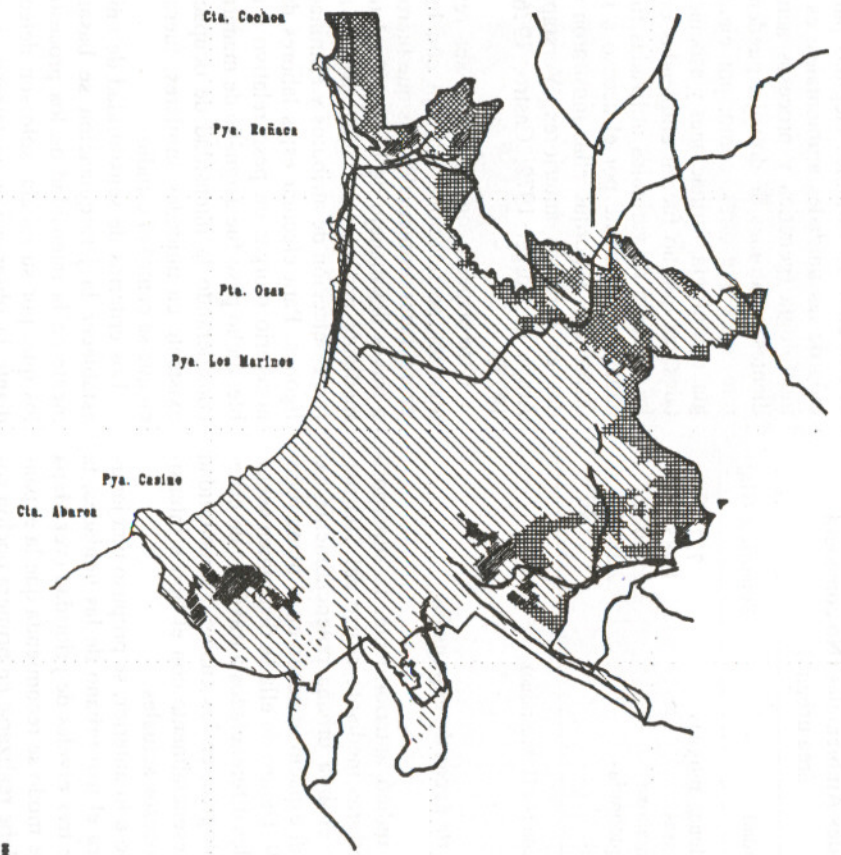 Cta. Cochoa
Pya. Reñaca
Pta. Osas
Pya. Los Marinos
Pya. Casino
Cta. Abarca